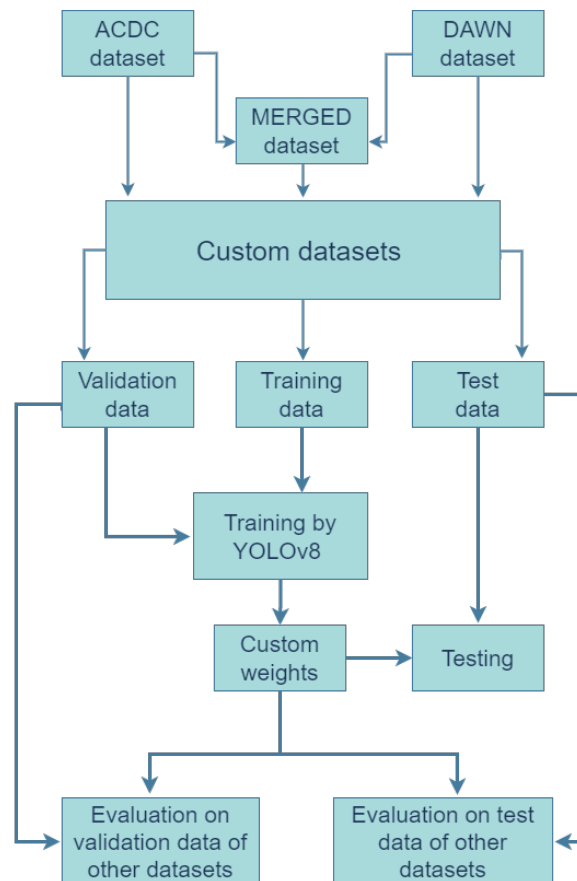 ACDC
dataset
DAWN
dataset
MERGED
dataset
Custom datasets
Validation
data
Training
data
Test
data
Training by
YOLOv8
Custom
weights
Testing
Evaluation on
validation data of
other datasets
Evaluation on test
data of other
datasets